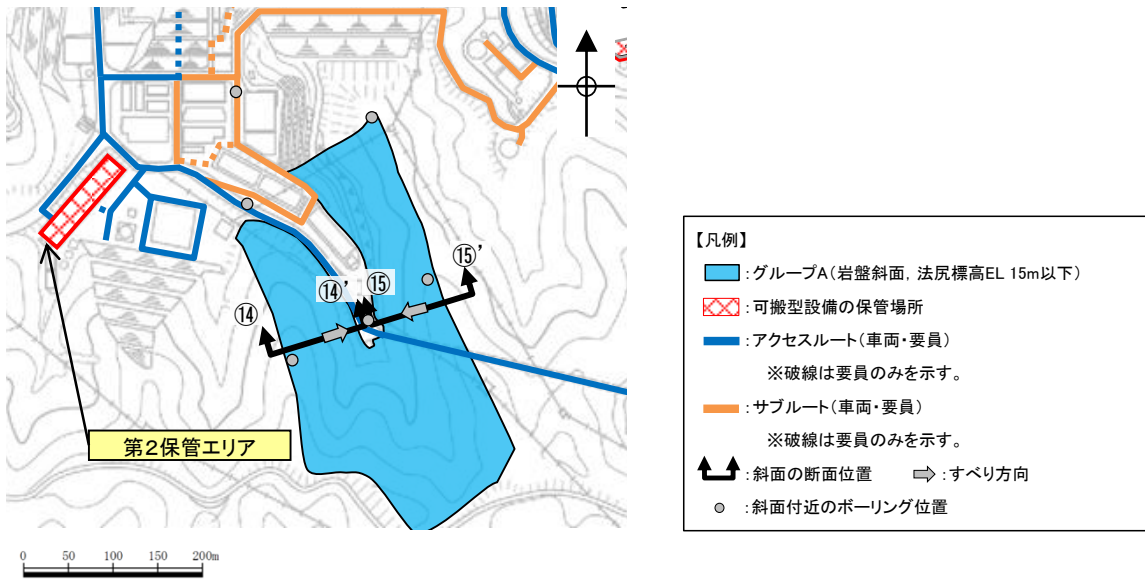 ⑭
⑭’
⑮
⑮’
第2保管エリア
0 50 100 150 200m
【凡例】
:グループA(岩盤斜面, 法尻標高EL 15m以下)
:可搬型設備の保管場所
:アクセスルート(車両・要員)
※破線は要員のみを示す。
:サブルート(車両・要員)
※破線は要員のみを示す。
:斜面の断面位置 :すべり方向
:斜面付近のボーリング位置